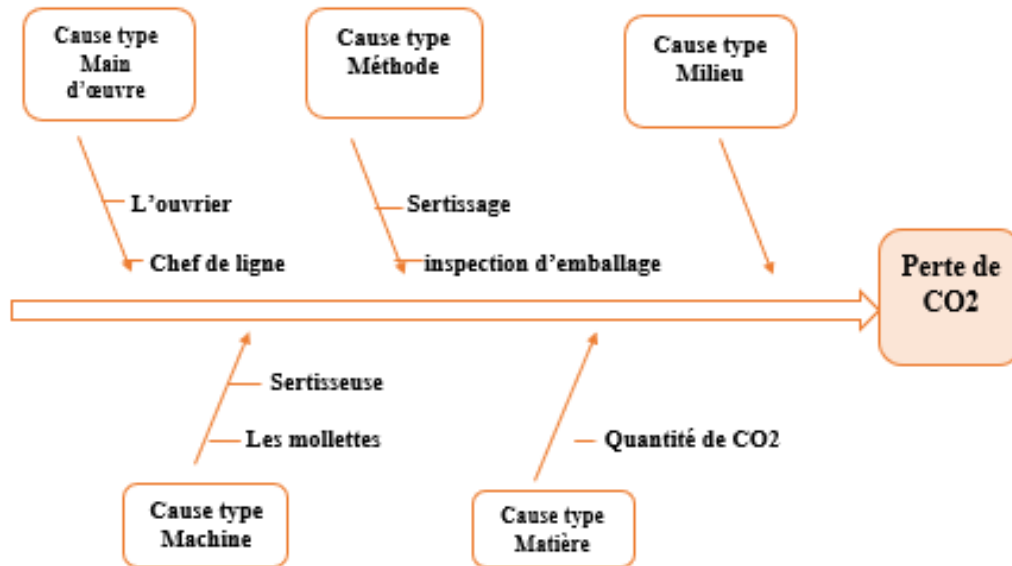 Cause type
Main
d'œuvre
Cause type
Méthode
Cause type
Milieu
L'ouvrier
Chef de ligne
Sertissage
inspection d'emballage
Perte de
CO2
Sertisseuse
Les mollettes
Quantité de CO2
Cause type
Machine
Cause type
Matière